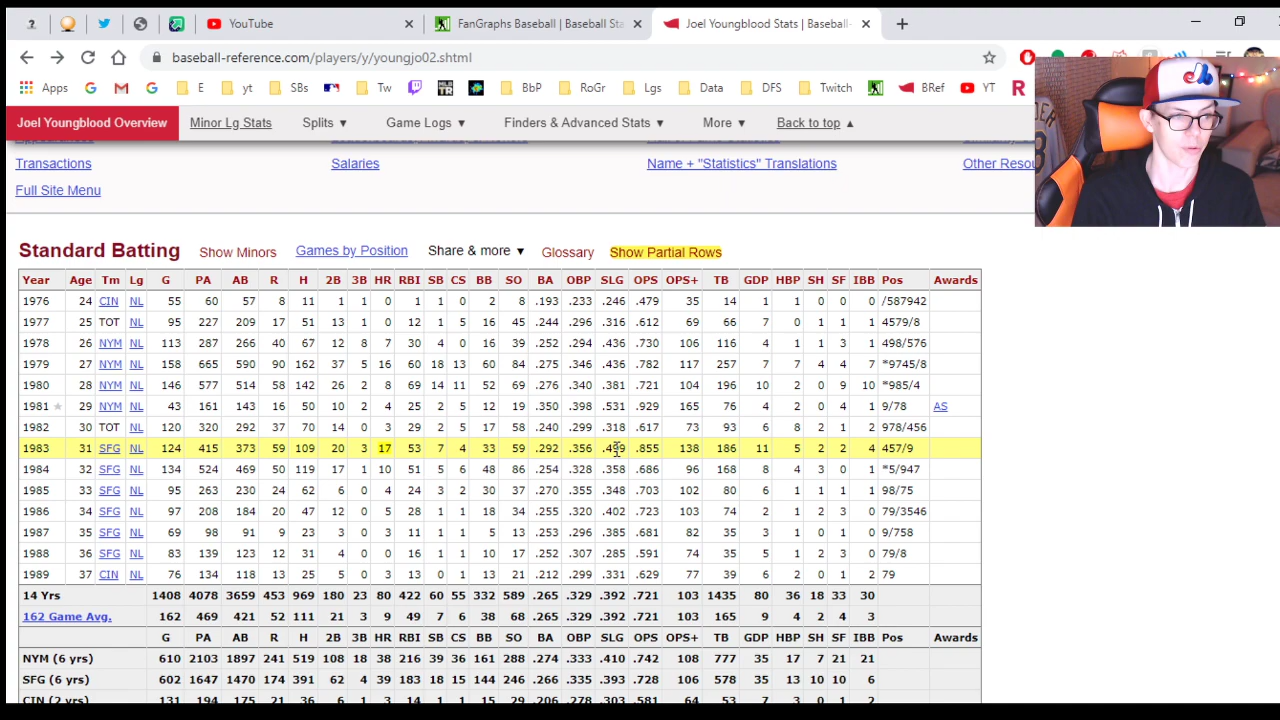 YouTube × FanGraphs Baseball | Baseball Sta × Joel Youngblood Stats | Baseball- ×
baseball-reference.com/players/y/youngjo02.shtml
Apps E yt SBs Tw BbP RoGr Lgs Data DFS Twitch BRef YT
Joel Youngblood Overview Minor Lg Stats Splits ▼ Game Logs ▼ Finders & Advanced Stats ▼ More ▼ Back to top ▲
Transactions Salaries Name + "Statistics" Translations Other Resou
Full Site Menu
Standard Batting Show Minors Games by Position Share & more ▼ Glossary Show Partial Rows
Year Age Tm Lg G PA AB R H 2B 3B HR RBI SB CS BB SO BA OBP SLG OPS OPS+ TB GDP HBP SH SF IBB Pos Awards
1976 24 CIN NL 55 60 57 8 11 1 1 0 1 1 0 2 8 .193 .233 .246 .479 35 14 1 1 0 0 0 /587942
1977 25 TOT NL 95 227 209 17 51 13 1 0 12 1 5 16 45 .244 .296 .316 .612 69 66 7 0 1 1 1 4579/8
1978 26 NYM NL 113 287 266 40 67 12 8 7 30 4 0 16 39 .252 .294 .436 .730 106 116 4 1 1 3 1 498/576
1979 27 NYM NL 158 665 590 90 162 37 5 16 60 18 13 60 84 .275 .346 .436 .782 117 257 7 4 4 7 7 *9745/8
1980 28 NYM NL 146 577 514 58 142 26 2 8 69 14 11 52 69 .276 .340 .381 .721 104 196 10 2 0 9 10 *985/4
1981 29 NYM NL 43 161 143 16 50 10 2 4 25 2 5 12 19 .350 .398 .531 .929 165 76 4 2 0 4 1 9/78 AS
1982 30 TOT NL 120 320 292 37 70 14 0 3 29 2 5 17 58 .240 .299 .318 .617 73 93 6 8 2 1 2 978/456
1983 31 SFG NL 124 415 373 59 109 20 3 17 53 7 4 33 59 .292 .356 .499 .855 138 186 11 5 2 2 4 457/9
1984 32 SFG NL 134 524 469 50 119 17 1 10 51 5 6 48 86 .254 .328 .358 .686 96 168 8 4 3 0 1 *5/947
1985 33 SFG NL 95 263 230 24 62 6 0 4 24 3 2 30 37 .270 .355 .348 .703 102 80 6 1 1 1 1 98/75
1986 34 SFG NL 97 208 184 20 47 12 0 5 28 1 1 18 34 .255 .320 .402 .723 103 74 2 1 2 3 0 79/3546
1987 35 SFG NL 69 98 91 9 23 3 0 3 11 1 1 5 13 .253 .296 .385 .681 82 35 3 1 0 1 0 9/758
1988 36 SFG NL 83 139 123 12 31 4 0 0 16 1 1 10 17 .252 .307 .285 .591 74 35 5 1 2 3 0 79/8
1989 37 CIN NL 76 134 118 13 25 5 0 3 13 0 1 13 21 .212 .299 .331 .629 77 39 6 2 0 1 2 79
14 Yrs 1408 4078 3659 453 969 180 23 80 422 60 55 332 589 .265 .329 .392 .721 103 1435 80 36 18 33 30
162 Game Avg. 162 469 421 52 111 21 3 9 49 7 6 38 68 .265 .329 .392 .721 103 165 9 4 2 4 3
G PA AB R H 2B 3B HR RBI SB CS BB SO BA OBP SLG OPS OPS+ TB GDP HBP SH SF IBB Pos Awards
NYM (6 yrs) 610 2103 1897 241 519 108 18 38 216 39 36 161 288 .274 .333 .410 .742 108 777 35 17 7 21 21
SFG (6 yrs) 602 1647 1470 174 391 62 4 39 183 18 15 144 246 .266 .335 .393 .728 106 578 35 13 10 10 6
CIN (2 yrs) 131 194 175 21 36 6 1 3 14 1 1 15 29 .206 .278 .303 .581 64 53 7 3 0 1 2